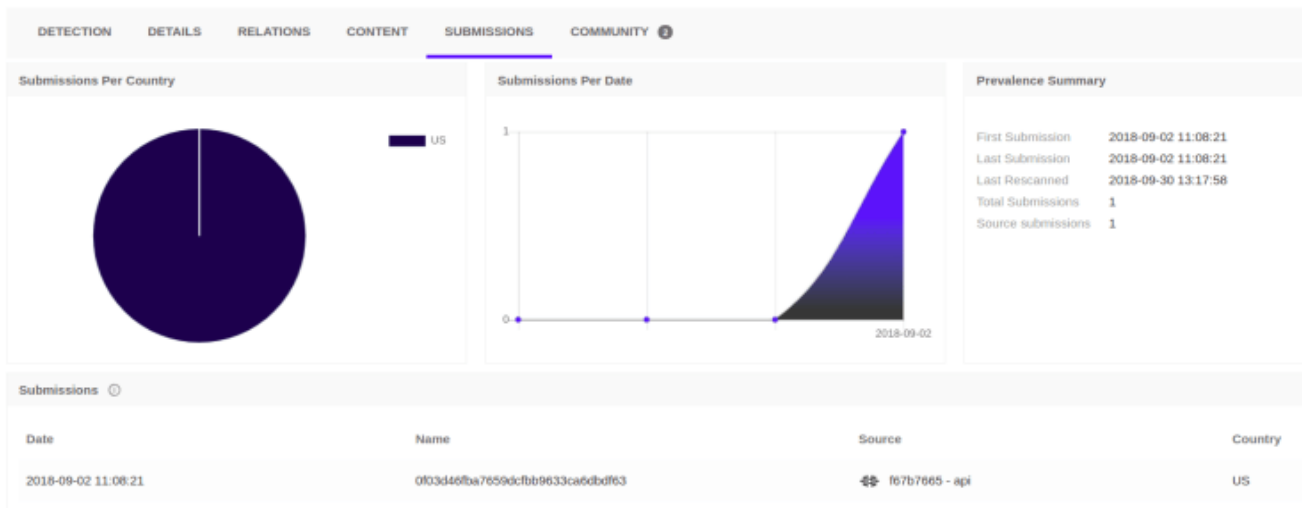 DETECTION DETAILS RELATIONS CONTENT SUBMISSIONS COMMUNITY 2
Submissions Per Country
US
Submissions Per Date
1
0
2018-09-02
Prevalence Summary
First Submission 2018-09-02 11:08:21
Last Submission 2018-09-02 11:08:21
Last Rescanned 2018-09-30 13:17:58
Total Submissions 1
Source submissions 1
Submissions
Date Name Source Country
2018-09-02 11:08:21 0f03d46fba7659dcfbb9633ca6dbdf63 f67b7665 - api US